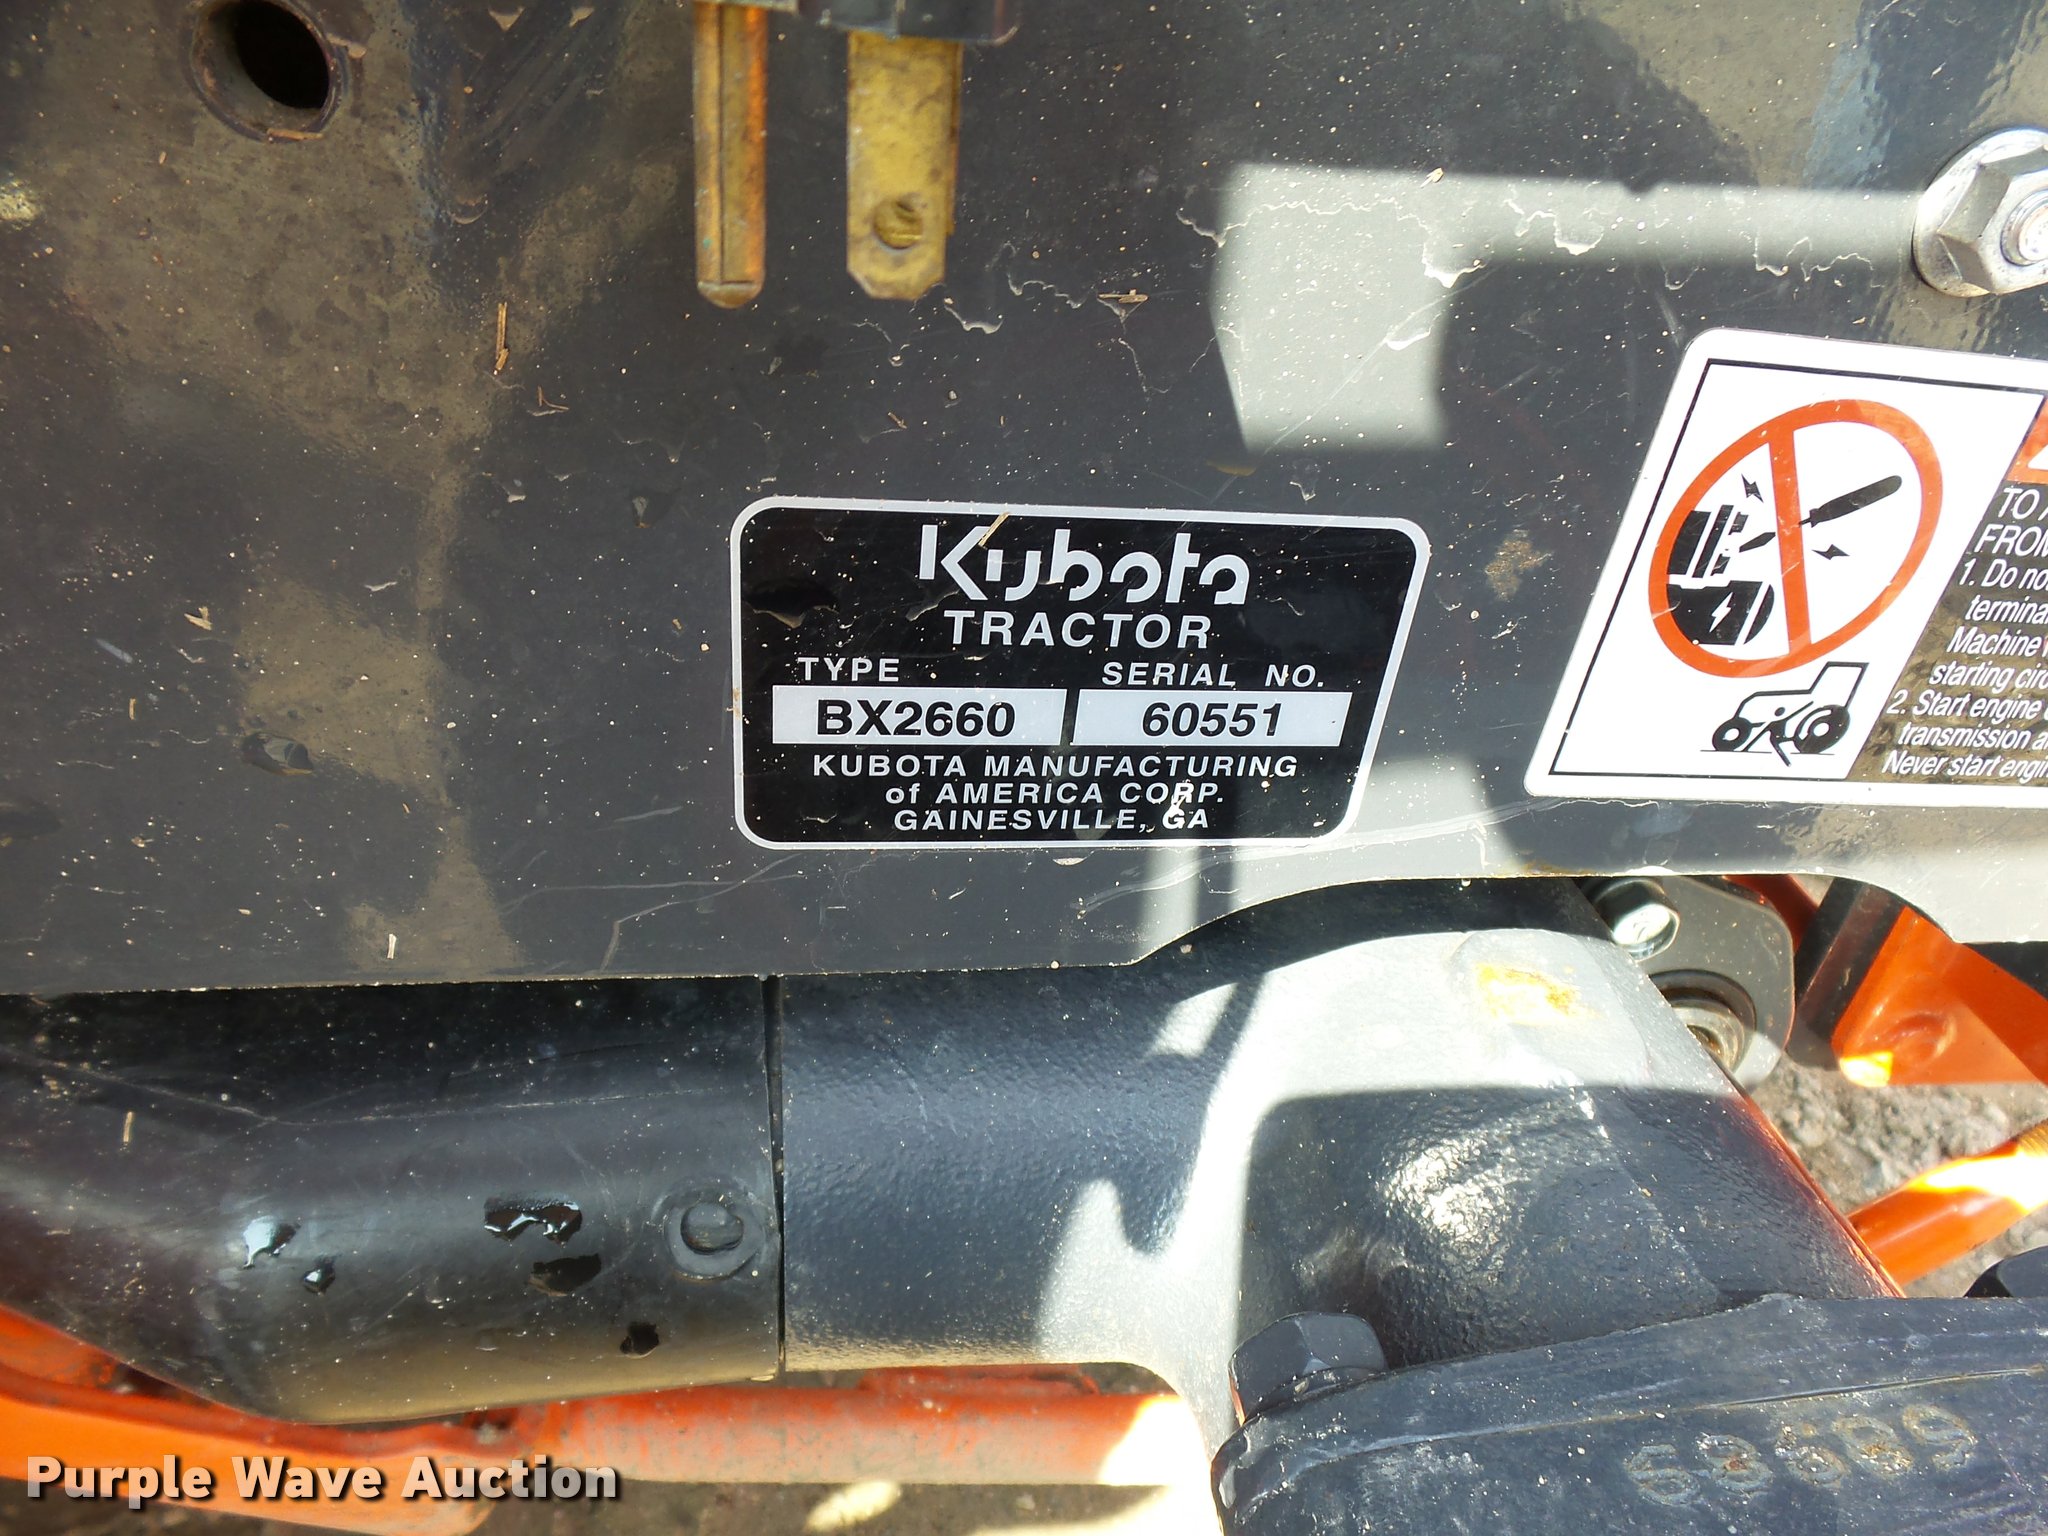 Kubota
TRACTOR
TYPE SERIAL NO.
BX2660 60551
KUBOTA MANUFACTURING
of AMERICA CORP.
GAINESVILLE, GA
TO
FROM
1. Do no
termina
Machine
starting circ
2. Start engine
transmission a
Never start engin
Purple Wave Auction